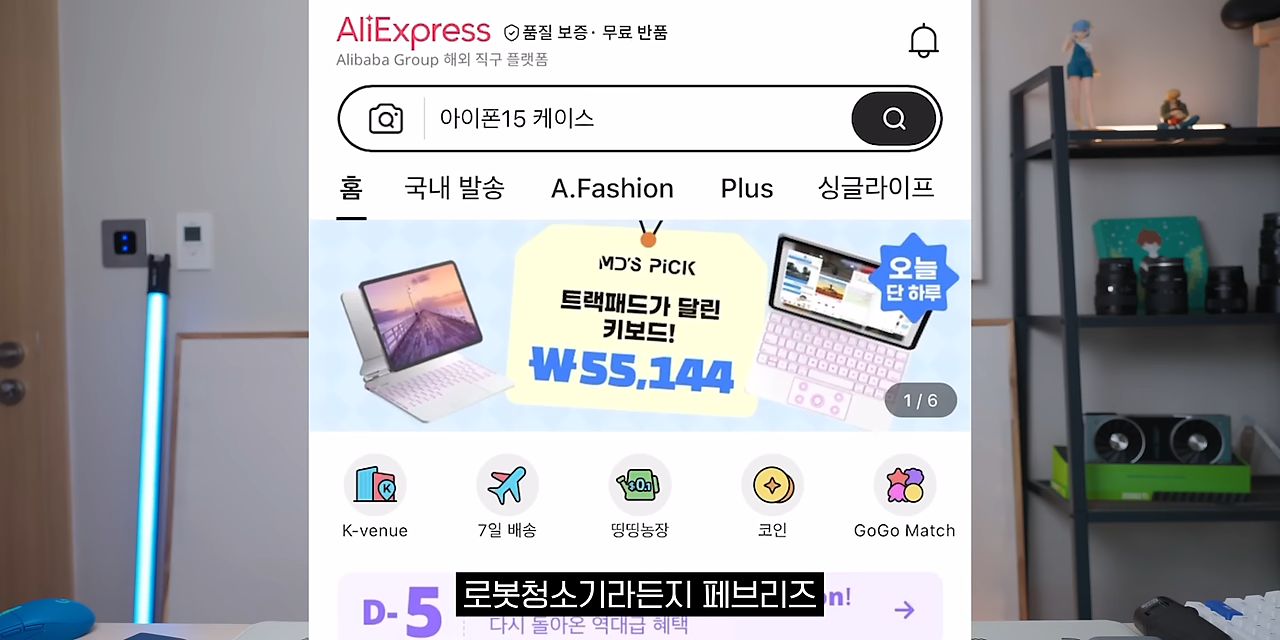 AliExpress 품질 보증· 무료 반품
Alibaba Group 해외 직구 플랫폼
아이폰15 케이스
홈 국내 발송 A.Fashion Plus 싱글라이프
MD'S PiCK
트랙패드가 달린
키보드!
₩55,144
오늘
단 하루
1 / 6
K
$0.1
K-venue 7일 배송 띵띵농장 코인 GoGo Match
D-5
on!
다시 돌아온 역대급 혜택
로봇청소기라든지 페브리즈